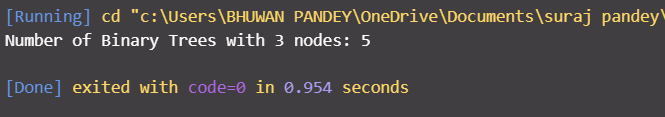 [Running] cd "c:\Users\BHUWAN PANDEY\OneDrive\Documents\suraj pandey\
Number of Binary Trees with 3 nodes: 5
[Done] exited with code=0 in 0.954 seconds